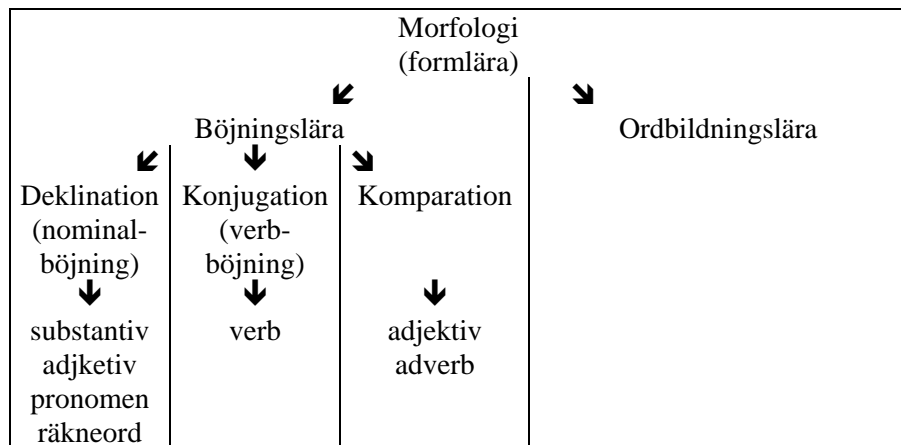 Morfologi
(formlära)
Böjningslära
Ordbildningslära
Deklination
(nominal-
böjning)
Konjugation
(verb-
böjning)
Komparation
substantiv
adjketiv
pronomen
räkneord
verb
adjektiv
adverb